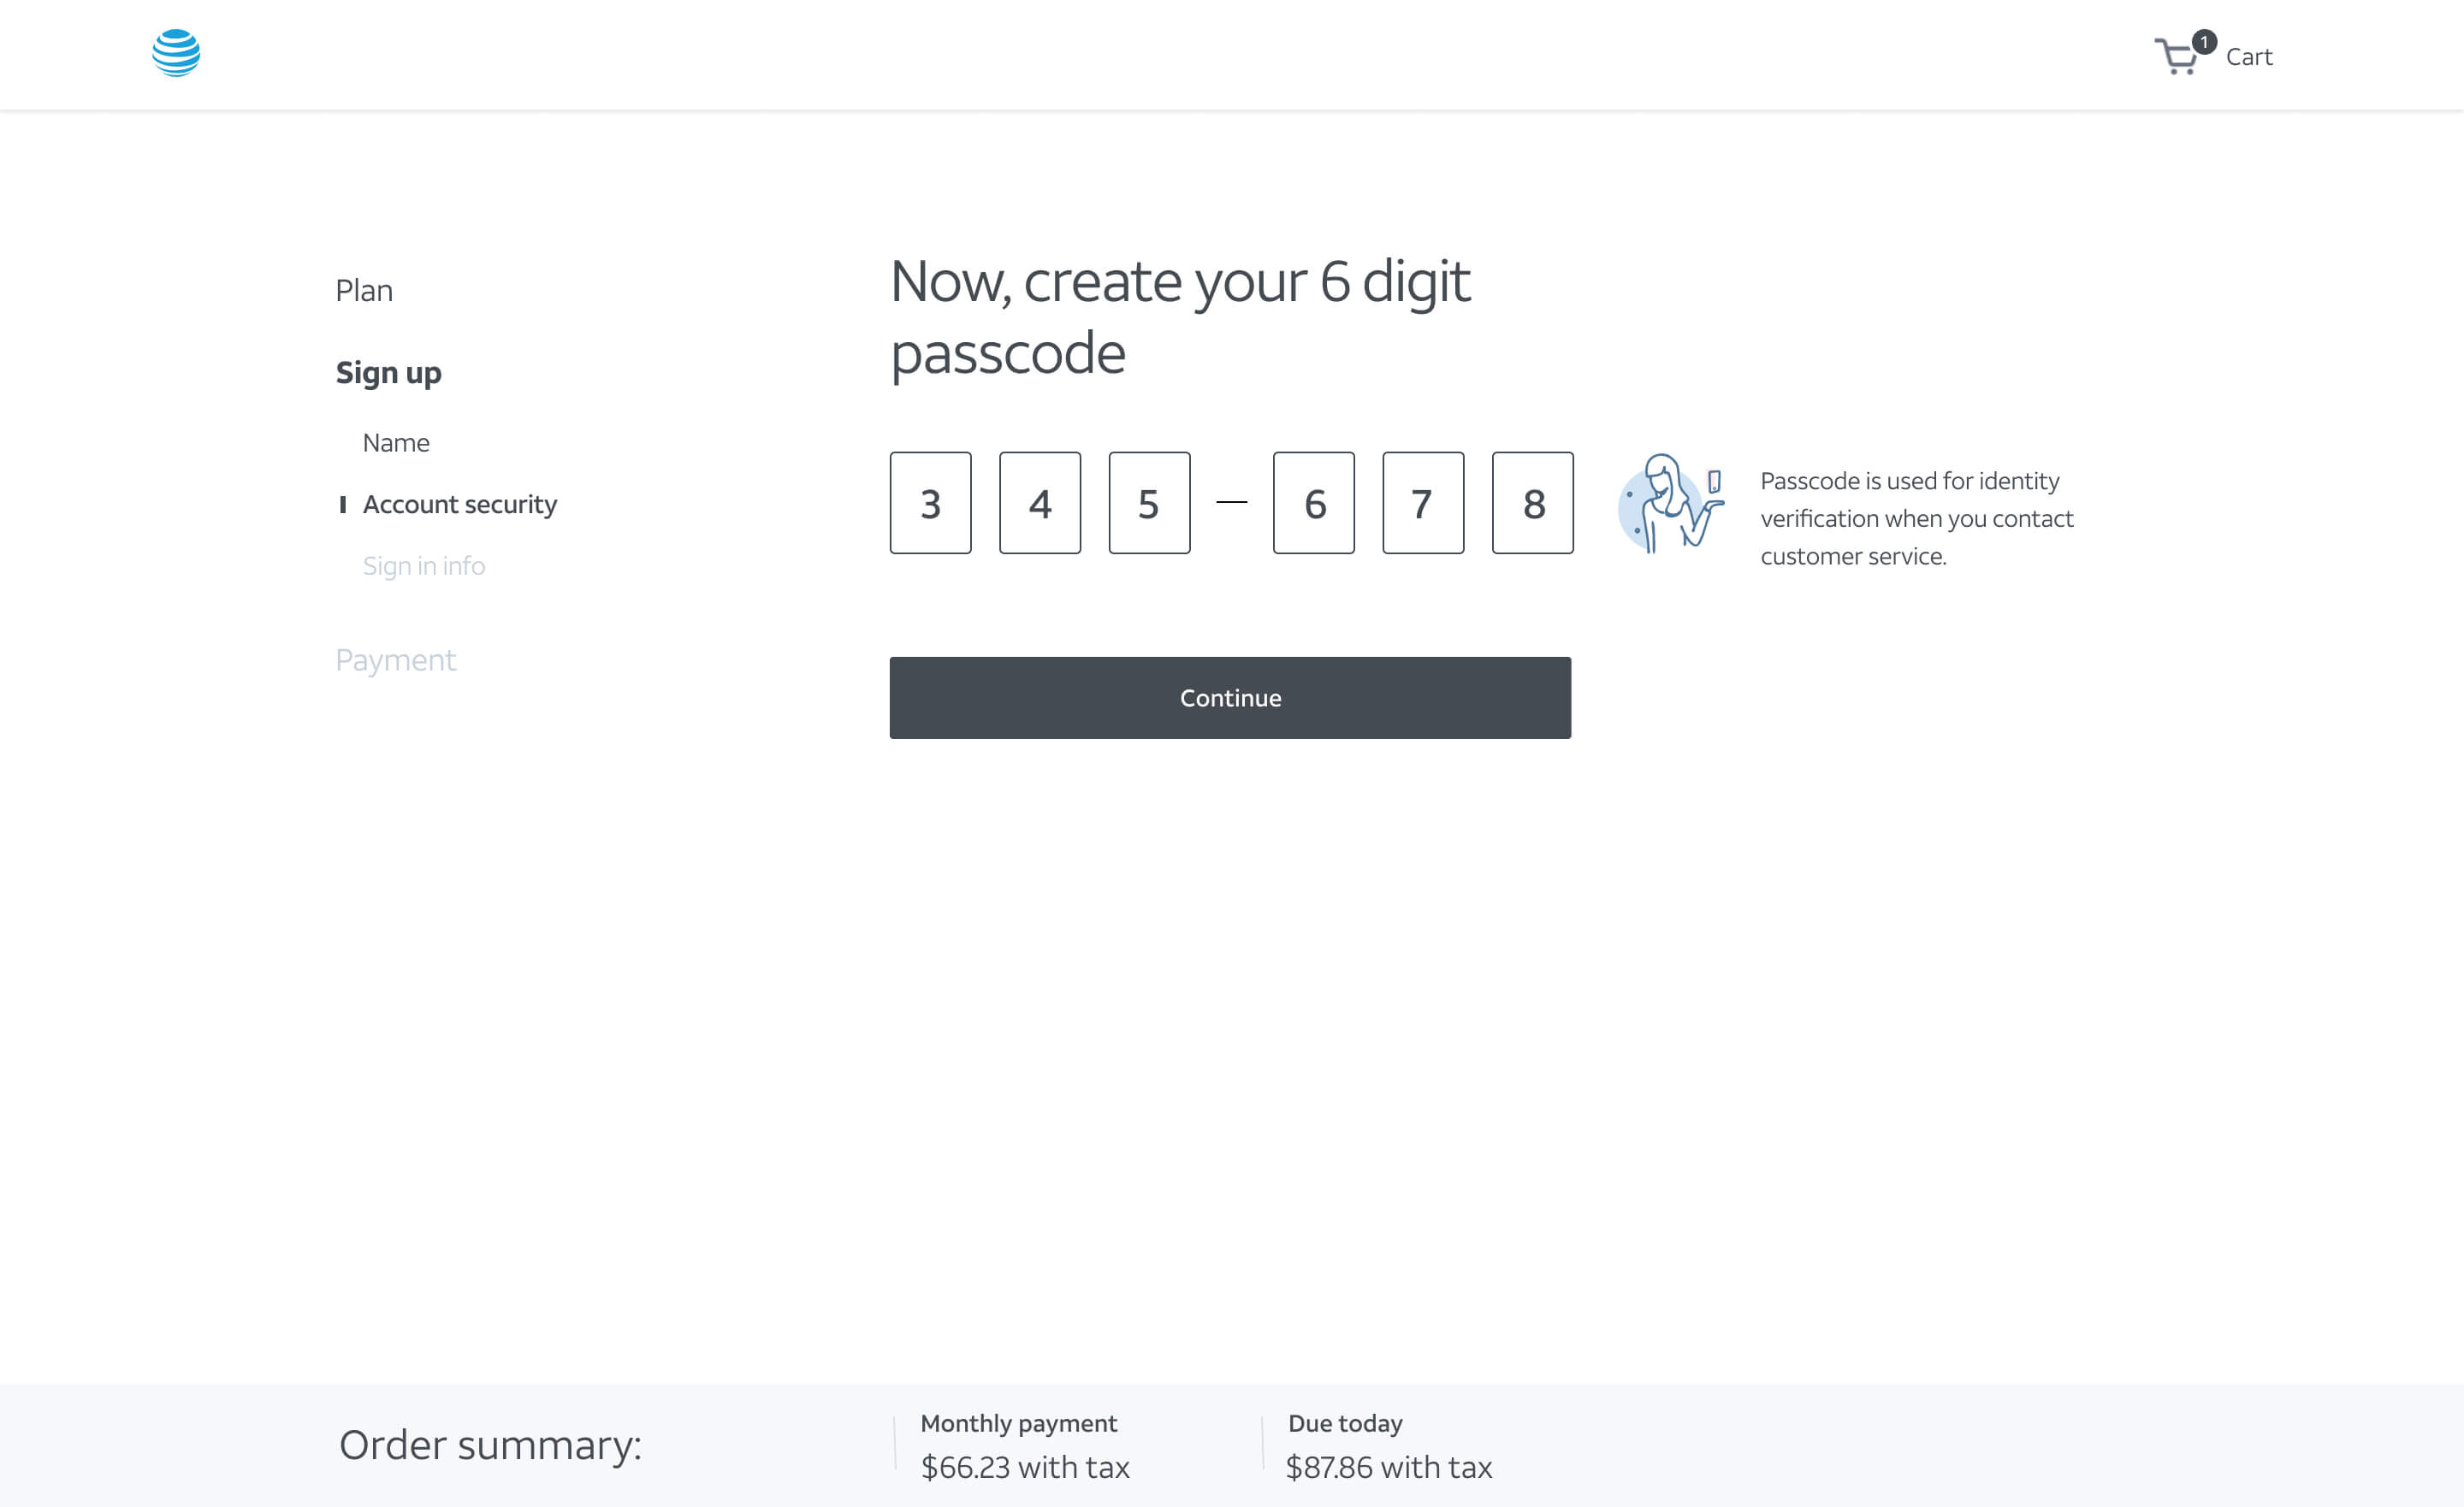 1
Cart
Plan
Sign up
Name
Account security
Sign in info
Payment
Now, create your 6 digit
passcode
3 4 5 — 6 7 8
Passcode is used for identity
verification when you contact
customer service.
Continue
Order summary:
Monthly payment
$66.23 with tax
Due today
$87.86 with tax